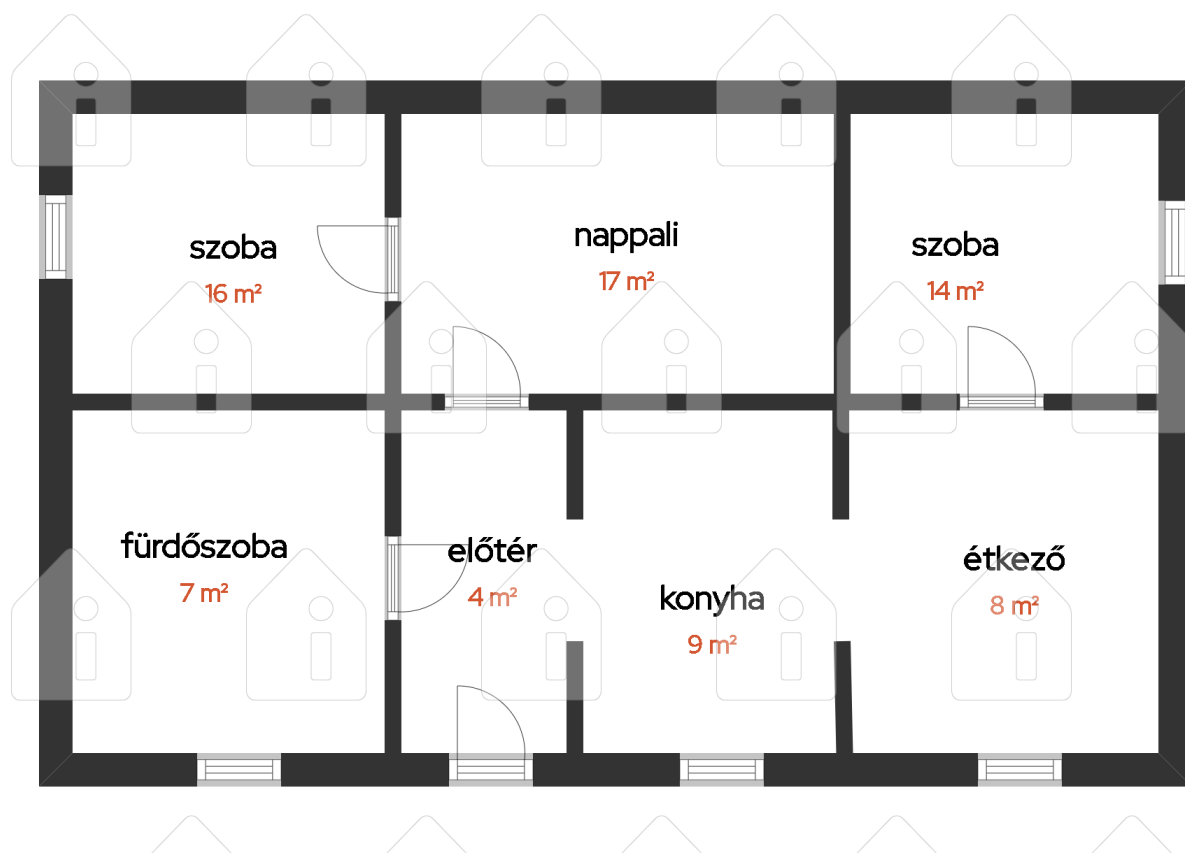 szoba
16 m²
nappali
17 m²
szoba
14 m²
fürdőszoba
7 m²
előtér
4 m²
konyha
9 m²
étkező
8 m²